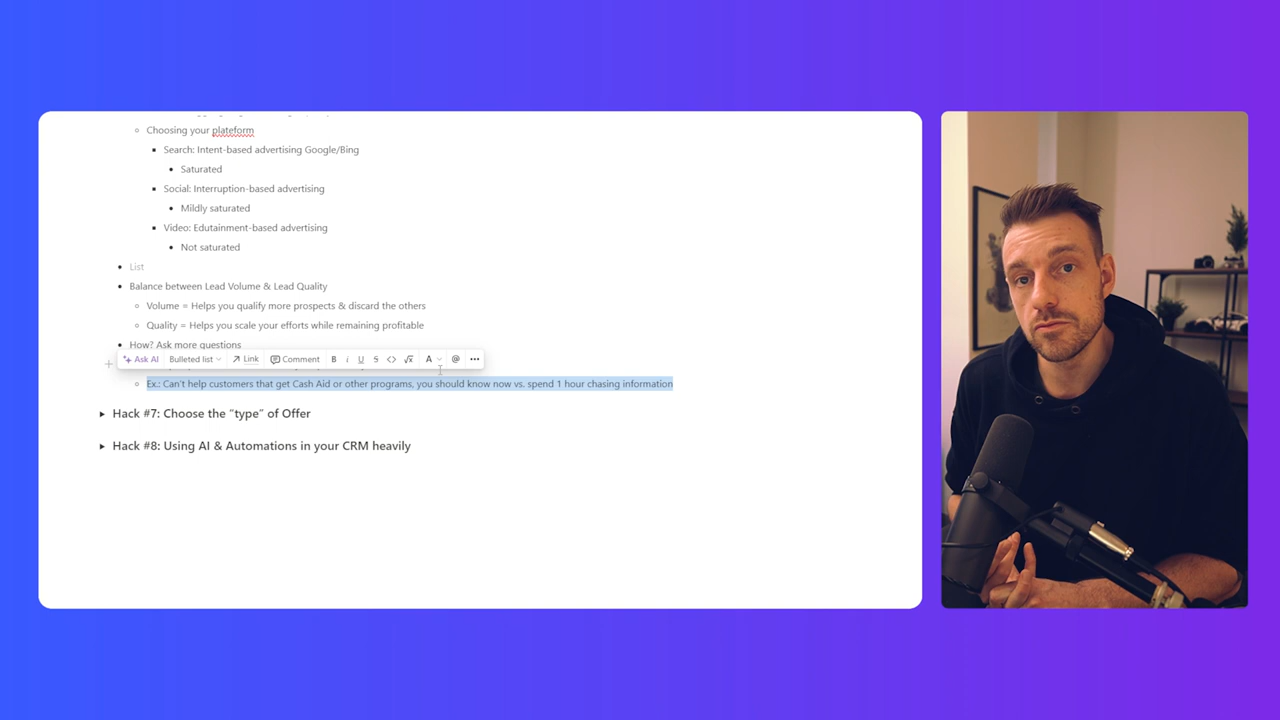 Choosing your plateform
Search: Intent-based advertising Google/Bing
Saturated
Social: Interruption-based advertising
Mildly saturated
Video: Edutainment-based advertising
Not saturated
List
Balance between Lead Volume & Lead Quality
Volume = Helps you qualify more prospects & discard the others
Quality = Helps you scale your efforts while remaining profitable
How? Ask more questions
Ask AI Bulleted list Link Comment B i U S <> √x A @ •••
Ex.: Can't help customers that get Cash Aid or other programs, you should know now vs. spend 1 hour chasing information
Hack #7: Choose the "type" of Offer
Hack #8: Using AI & Automations in your CRM heavily